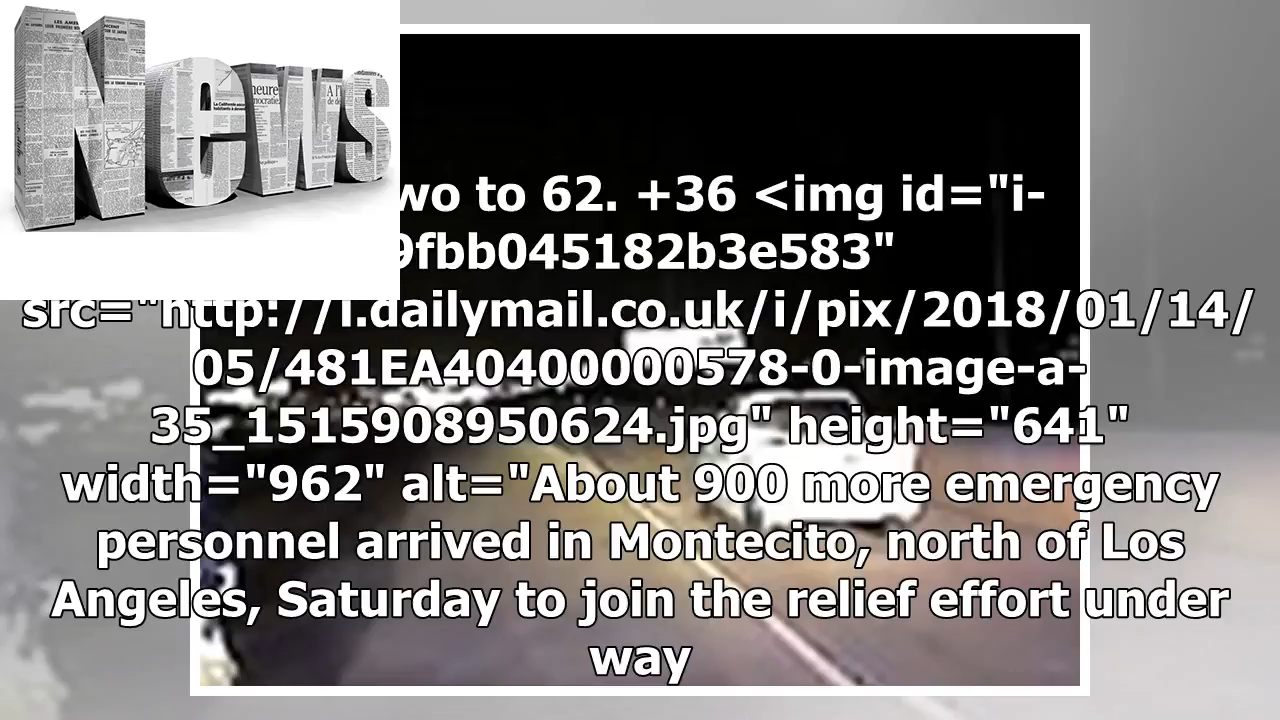 News
wo to 62. +36 <img id="i-
9fbb045182b3e583"
src="http://i.dailymail.co.uk/i/pix/2018/01/14/
05/481EA40400000578-0-image-a-
35_1515908950624.jpg" height="641"
width="962" alt="About 900 more emergency
personnel arrived in Montecito, north of Los
Angeles, Saturday to join the relief effort under
way